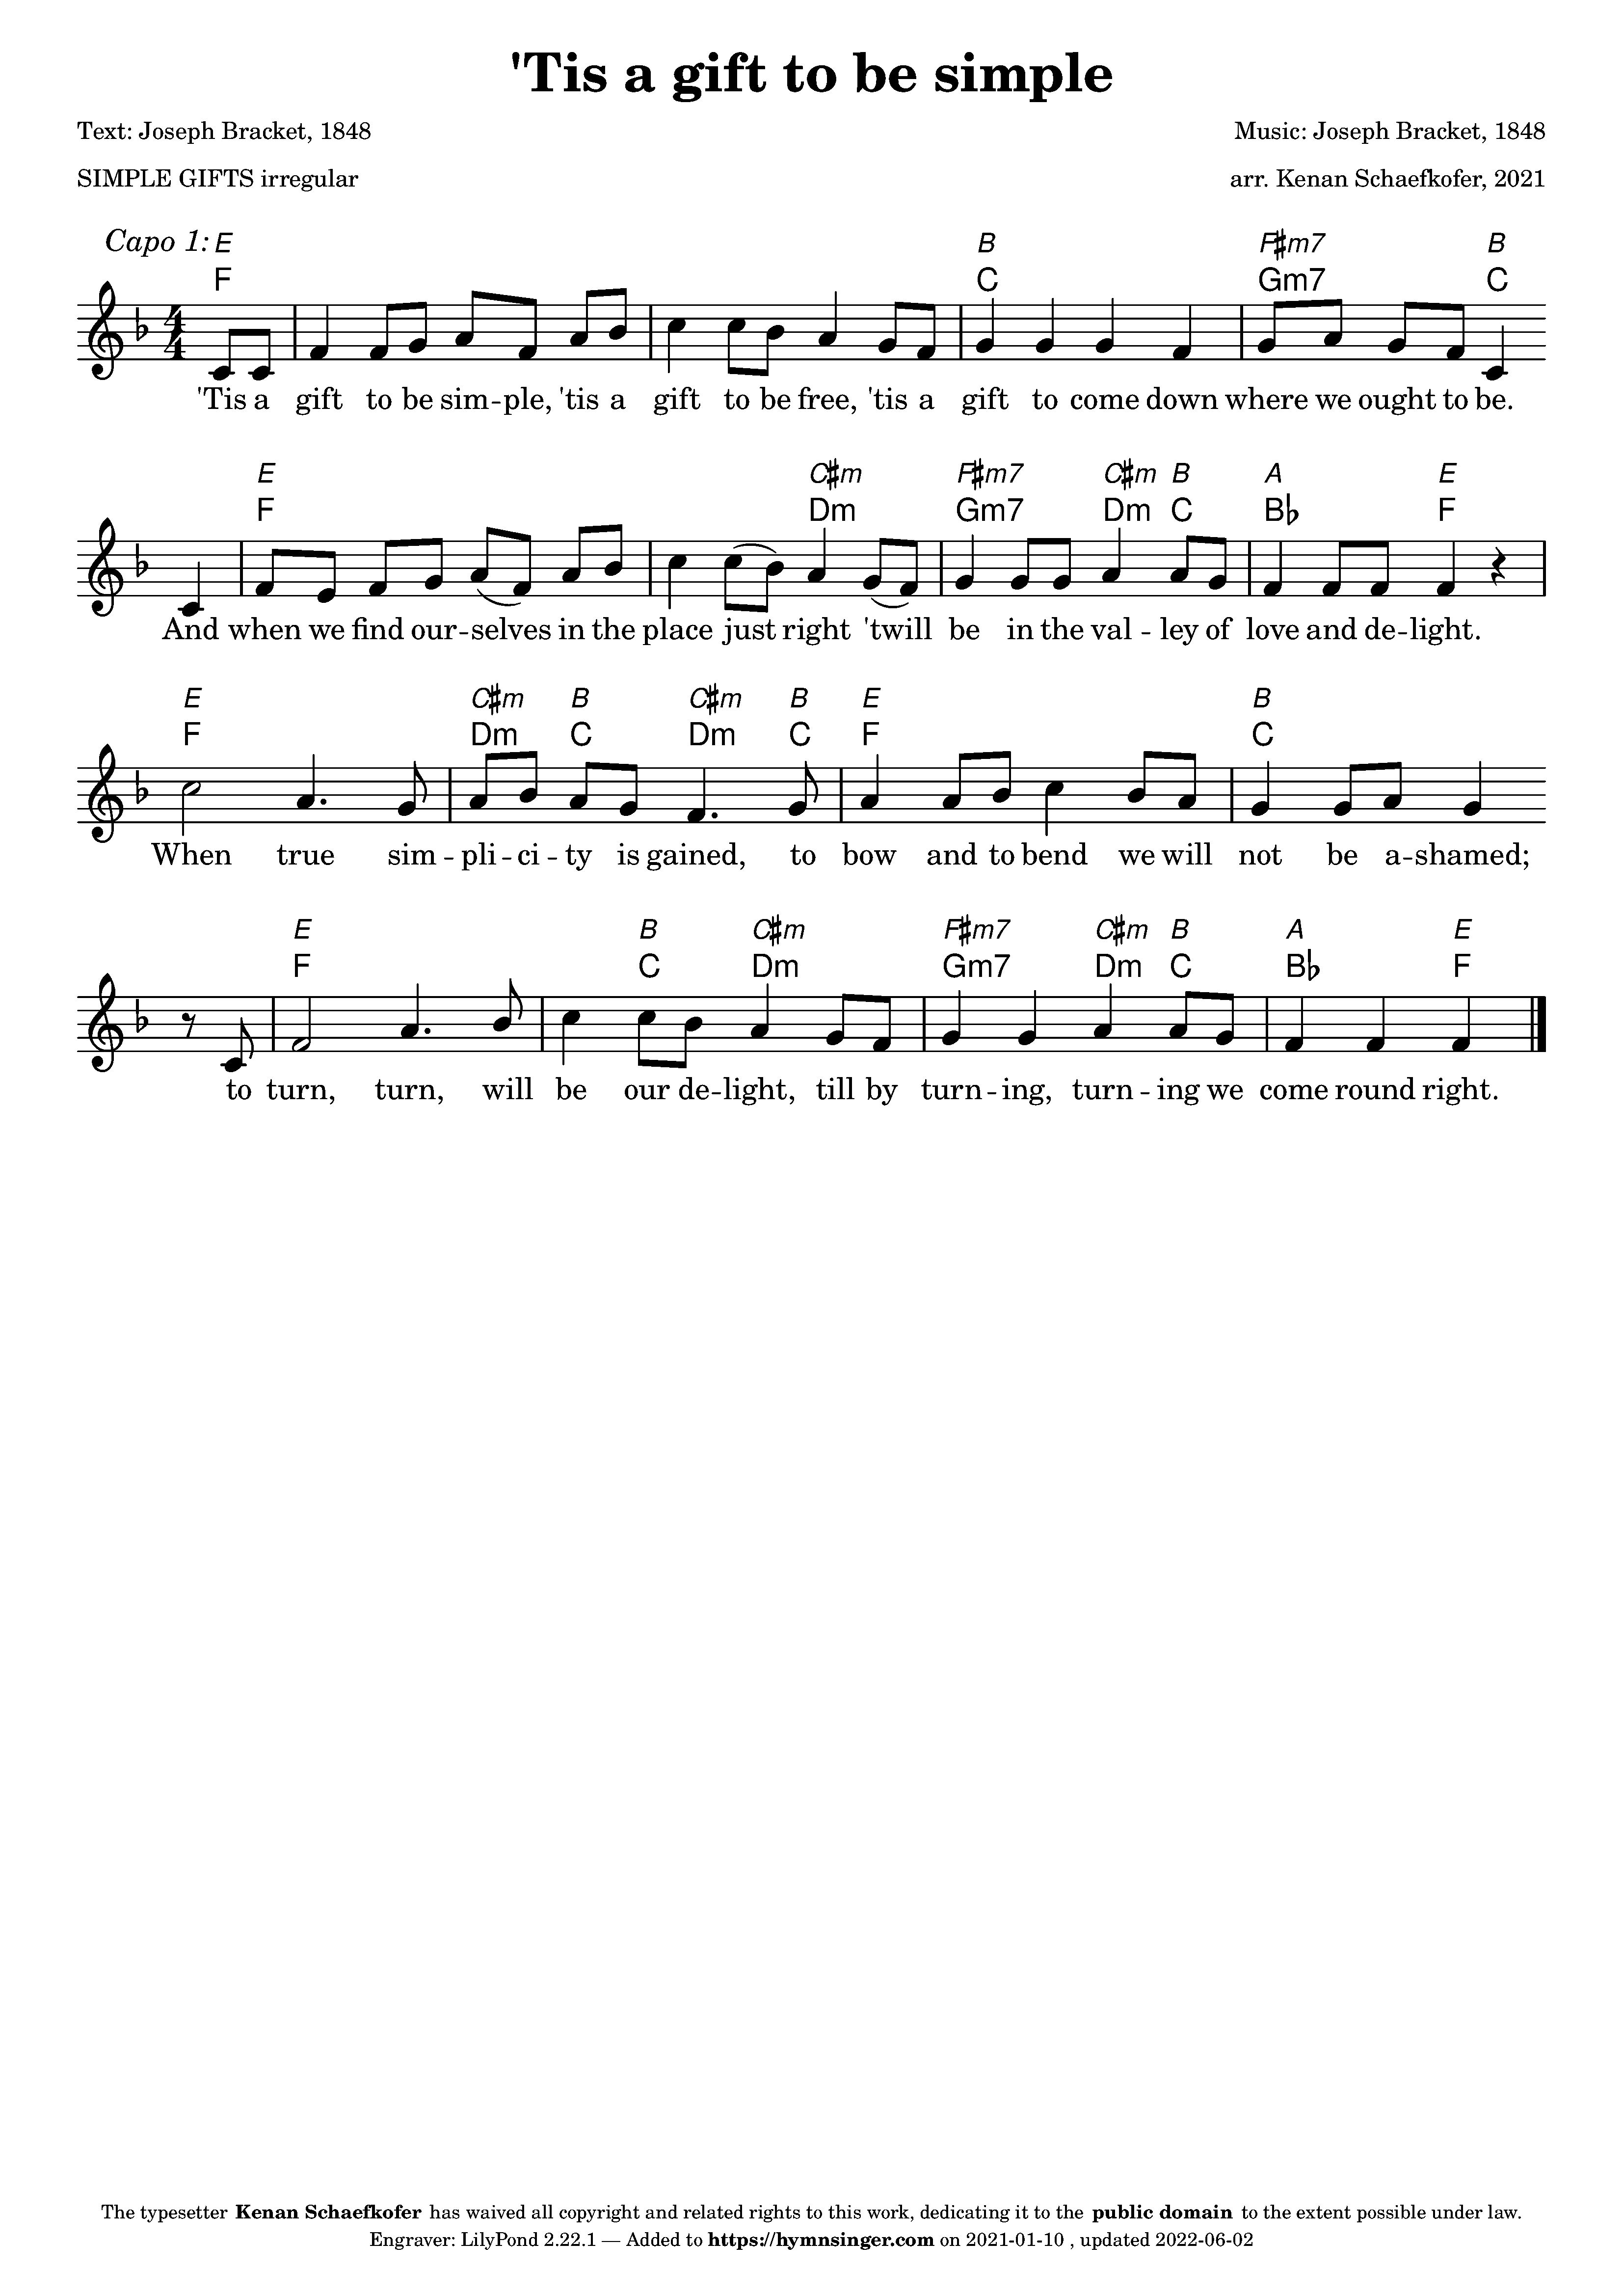 'Tis a gift to be simple
Text: Joseph Bracket, 1848
Music: Joseph Bracket, 1848
SIMPLE GIFTS irregular
arr. Kenan Schaefkofer, 2021
Capo 1: E B F♯m7 B
F C Gm7 C
4/4
'Tis a gift to be sim -- ple, 'tis a gift to be free, 'tis a gift to come down where we ought to be.
E C♯m F♯m7 C♯m B A E
F Dm Gm7 Dm C B♭ F
And when we find our -- selves in the place just right 'twill be in the val -- ley of love and de -- light.
E C♯m B C♯m B E B
F Dm C Dm C F C
When true sim -- pli -- ci -- ty is gained, to bow and to bend we will not be a -- shamed;
E B C♯m F♯m7 C♯m B A E
F C Dm Gm7 Dm C B♭ F
to turn, turn, will be our de -- light, till by turn -- ing, turn -- ing we come round right.
The typesetter Kenan Schaefkofer has waived all copyright and related rights to this work, dedicating it to the public domain to the extent possible under law.
Engraver: LilyPond 2.22.1 — Added to https://hymnsinger.com on 2021-01-10 , updated 2022-06-02